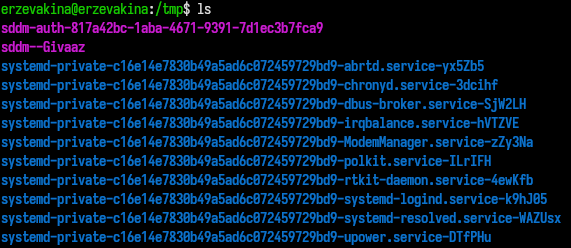 erzevakina@erzevakina:/tmp$ ls
sddm-auth-817a42bc-1aba-4671-9391-7d1ec3b7fca9
sddm--Givaaz
systemd-private-c16e14e7830b49a5ad6c072459729bd9-abrtd.service-yx5Zb5
systemd-private-c16e14e7830b49a5ad6c072459729bd9-chronyd.service-3dcihf
systemd-private-c16e14e7830b49a5ad6c072459729bd9-dbus-broker.service-SjW2LH
systemd-private-c16e14e7830b49a5ad6c072459729bd9-irqbalance.service-hVTZVE
systemd-private-c16e14e7830b49a5ad6c072459729bd9-ModemManager.service-zZy3Na
systemd-private-c16e14e7830b49a5ad6c072459729bd9-polkit.service-ILrIFH
systemd-private-c16e14e7830b49a5ad6c072459729bd9-rtkit-daemon.service-4ewKfb
systemd-private-c16e14e7830b49a5ad6c072459729bd9-systemd-logind.service-k9hJ05
systemd-private-c16e14e7830b49a5ad6c072459729bd9-systemd-resolved.service-WAZUsx
systemd-private-c16e14e7830b49a5ad6c072459729bd9-upower.service-DTfPHu